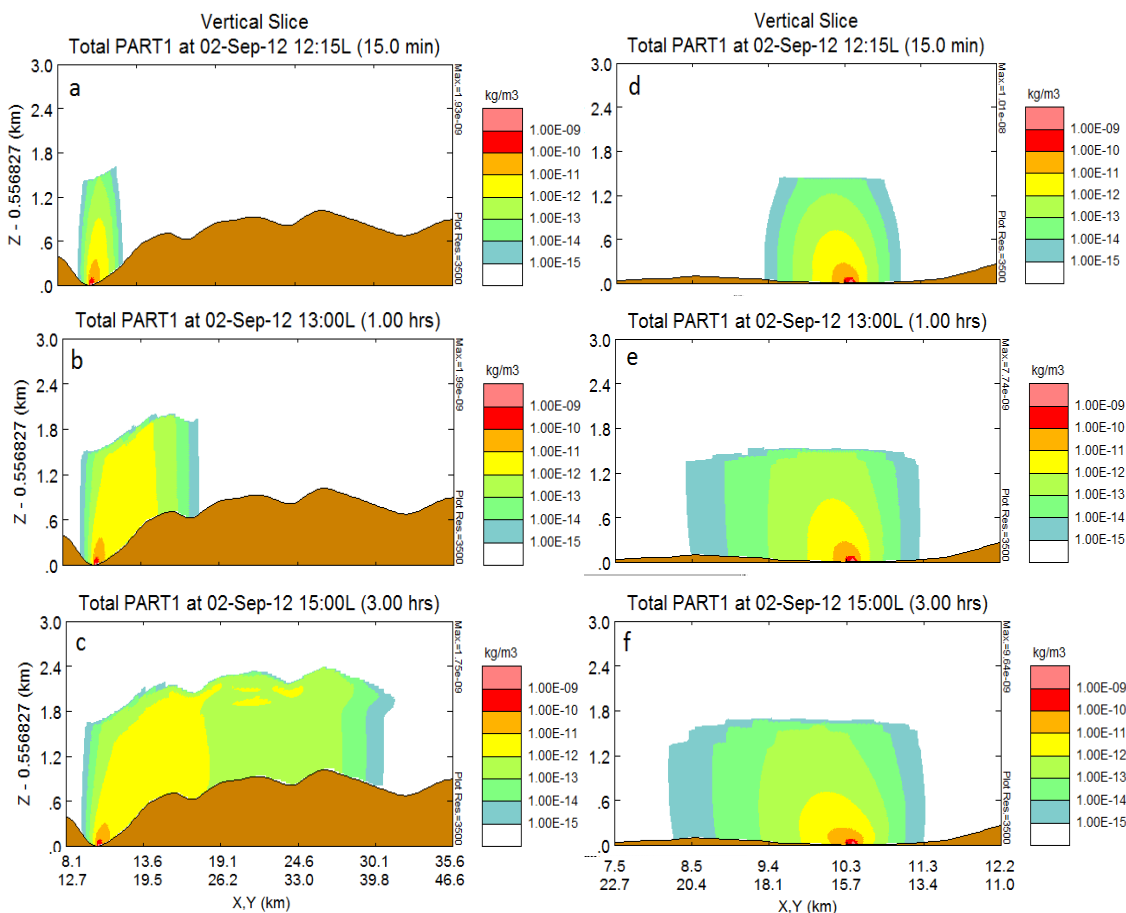 Vertical Slice
Total PART1 at 02-Sep-12 12:15L (15.0 min)
a
3.0
2.4
1.8
1.2
.6
.0
Z - 0.556827 (km)
Max.=1.93e-09
Plot Res.=3500
kg/m3
1.00E-09
1.00E-10
1.00E-11
1.00E-12
1.00E-13
1.00E-14
1.00E-15
Vertical Slice
Total PART1 at 02-Sep-12 12:15L (15.0 min)
d
3.0
2.4
1.8
1.2
.6
.0
Max.=1.01e-08
Plot Res.=3500
kg/m3
1.00E-09
1.00E-10
1.00E-11
1.00E-12
1.00E-13
1.00E-14
1.00E-15
Total PART1 at 02-Sep-12 13:00L (1.00 hrs)
b
3.0
2.4
1.8
1.2
.6
.0
Z - 0.556827 (km)
Max.=1.99e-09
Plot Res.=3500
kg/m3
1.00E-09
1.00E-10
1.00E-11
1.00E-12
1.00E-13
1.00E-14
1.00E-15
Total PART1 at 02-Sep-12 13:00L (1.00 hrs)
e
3.0
2.4
1.8
1.2
.6
.0
Max.=7.74e-09
Plot Res.=3500
kg/m3
1.00E-09
1.00E-10
1.00E-11
1.00E-12
1.00E-13
1.00E-14
1.00E-15
Total PART1 at 02-Sep-12 15:00L (3.00 hrs)
c
3.0
2.4
1.8
1.2
.6
.0
Z - 0.556827 (km)
Max.=1.75e-09
Plot Res.=3500
kg/m3
1.00E-09
1.00E-10
1.00E-11
1.00E-12
1.00E-13
1.00E-14
1.00E-15
8.1 13.6 19.1 24.6 30.1 35.6
12.7 19.5 26.2 33.0 39.8 46.6
X,Y (km)
Total PART1 at 02-Sep-12 15:00L (3.00 hrs)
f
3.0
2.4
1.8
1.2
.6
.0
Max.=9.64e-09
Plot Res.=3500
kg/m3
1.00E-09
1.00E-10
1.00E-11
1.00E-12
1.00E-13
1.00E-14
1.00E-15
7.5 8.5 9.4 10.3 11.3 12.2
22.7 20.4 18.1 15.7 13.4 11.0
X,Y (km)